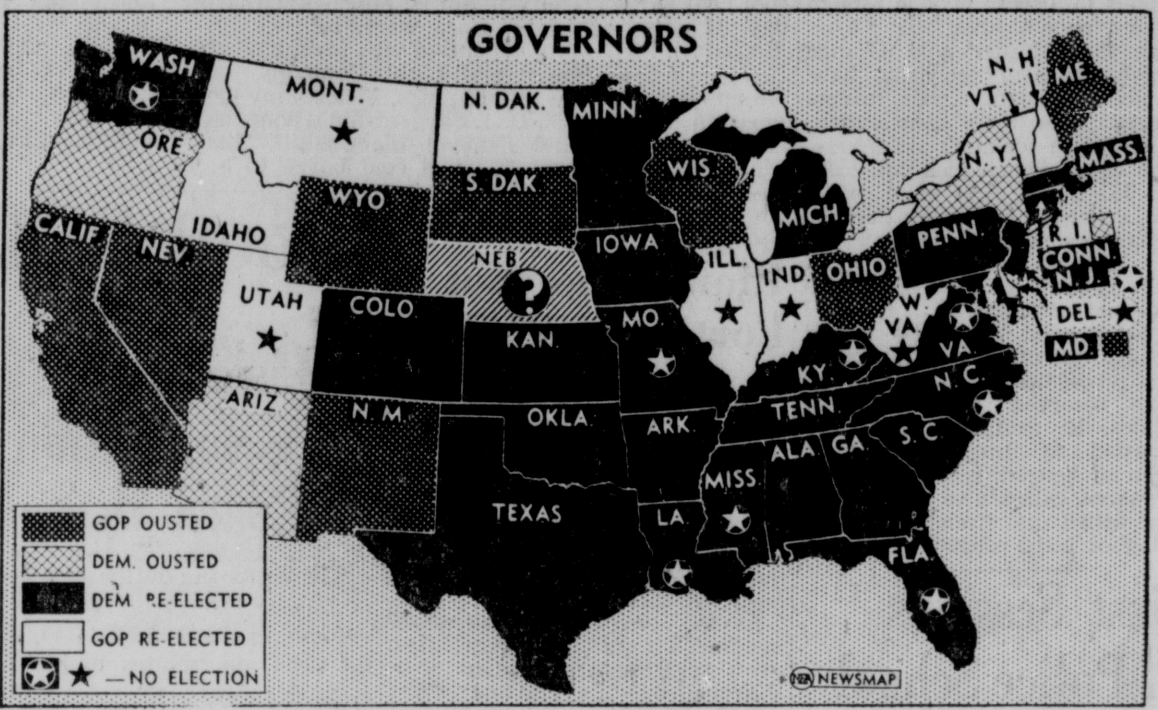 GOVERNORS
WASH
MONT.
N. DAK.
MINN.
N. H.
VT.
ME
ORE.
WYO
S. DAK
WIS.
N.Y.
MASS.
IDAHO
MICH.
CALIF
NEV.
IOWA
PENN.
R. I.
NEB
?
ILL.
IND.
OHIO
CONN.
N. J.
UTAH
COLO.
MO.
W.
VA.
DEL
KAN.
KY.
VA.
MD.
ARIZ
N. M.
OKLA.
ARK.
TENN.
N. C.
S. C.
ALA.
GA.
MISS.
TEXAS
LA.
FLA.
GOP OUSTED
DEM. OUSTED
DEM RE-ELECTED
GOP RE-ELECTED
— NO ELECTION
NEA NEWSMAP